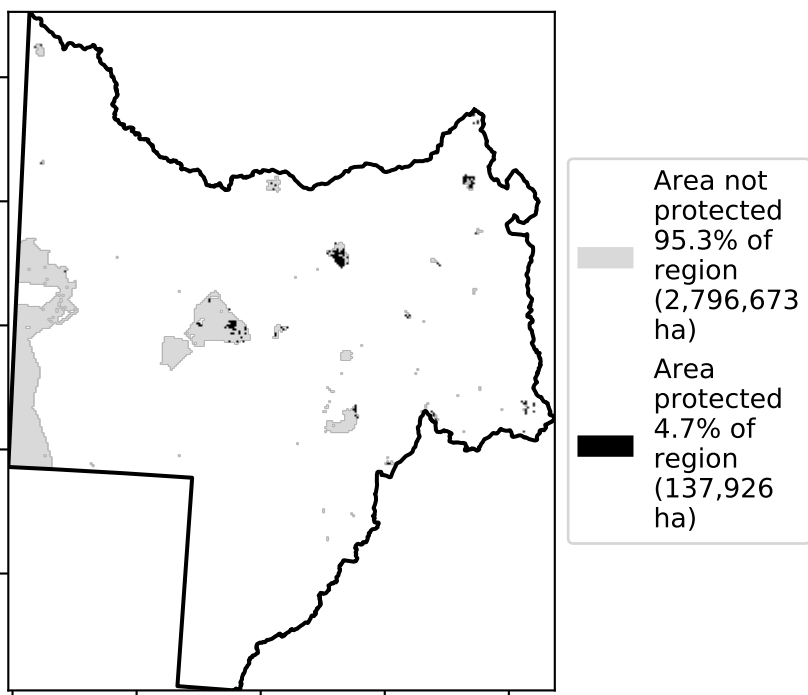 Area not
protected
95.3% of
region
(2,796,673
ha)
Area
protected
4.7% of
region
(137,926
ha)